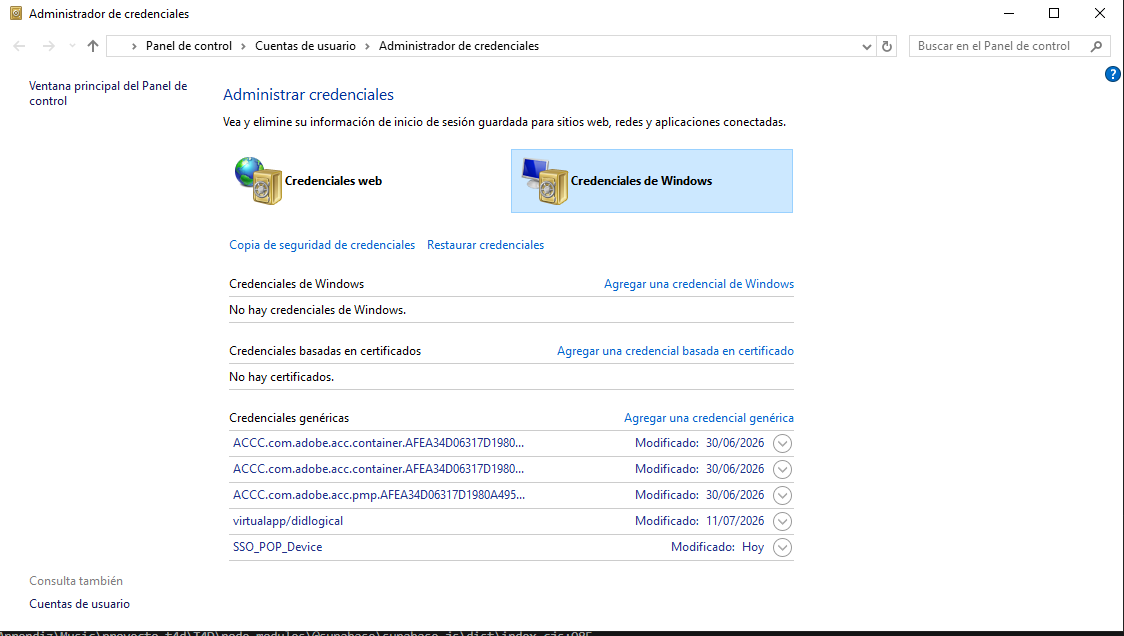 Administrador de credenciales
Panel de control
Cuentas de usuario
Administrador de credenciales
Buscar en el Panel de control
?
Ventana principal del Panel de
control
Administrar credenciales
Vea y elimine su información de inicio de sesión guardada para sitios web, redes y aplicaciones conectadas.
Credenciales web
Credenciales de Windows
Copia de seguridad de credenciales
Restaurar credenciales
Credenciales de Windows
Agregar una credencial de Windows
No hay credenciales de Windows.
Credenciales basadas en certificados
Agregar una credencial basada en certificado
No hay certificados.
Credenciales genéricas
Agregar una credencial genérica
ACCC.com.adobe.acc.container.AFEA34D06317D1980... Modificado: 30/06/2026
ACCC.com.adobe.acc.container.AFEA34D06317D1980... Modificado: 30/06/2026
ACCC.com.adobe.acc.pmp.AFEA34D06317D1980A495... Modificado: 30/06/2026
virtualapp/didlogical Modificado: 11/07/2026
SSO_POP_Device Modificado: Hoy
Consulta también
Cuentas de usuario